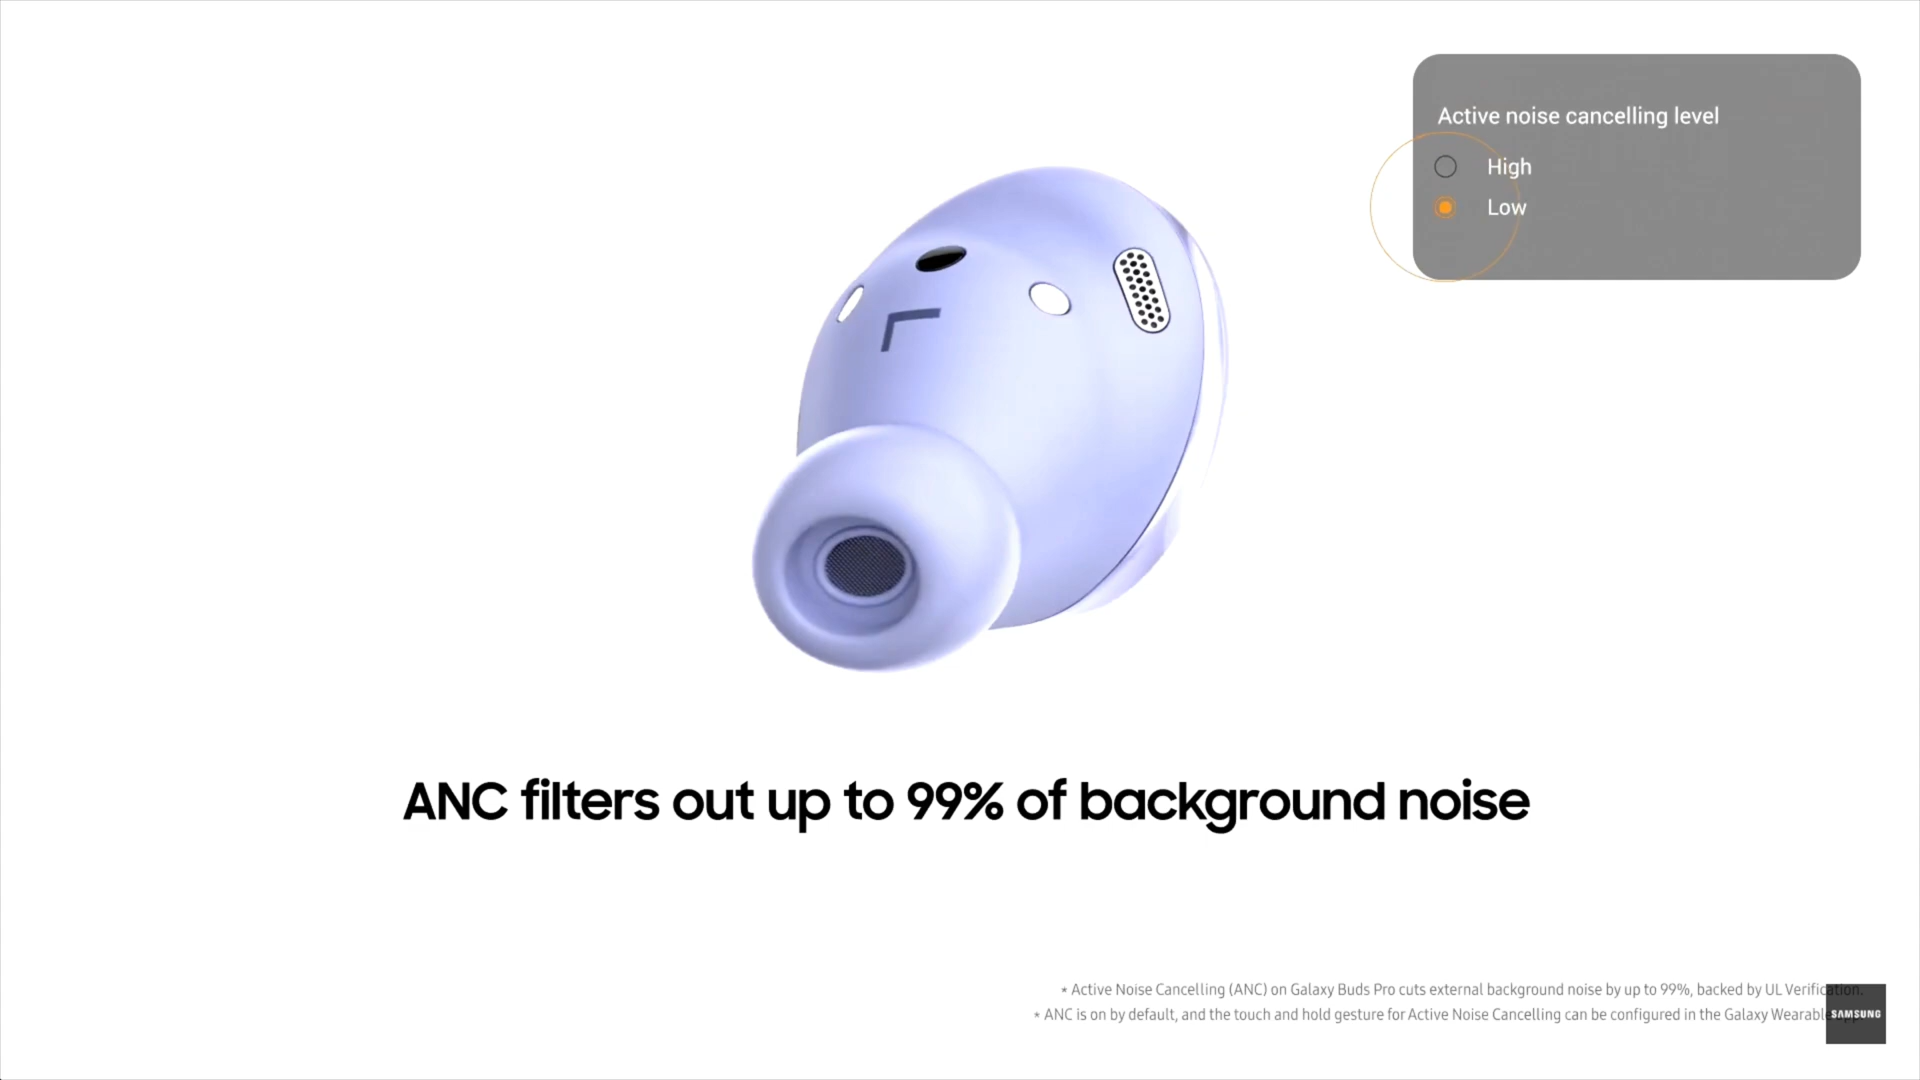 Active noise cancelling level
High
Low
L
ANC filters out up to 99% of background noise
* Active Noise Cancelling (ANC) on Galaxy Buds Pro cuts external background noise by up to 99%, backed by UL Verification.
* ANC is on by default, and the touch and hold gesture for Active Noise Cancelling can be configured in the Galaxy Wearable
SAMSUNG